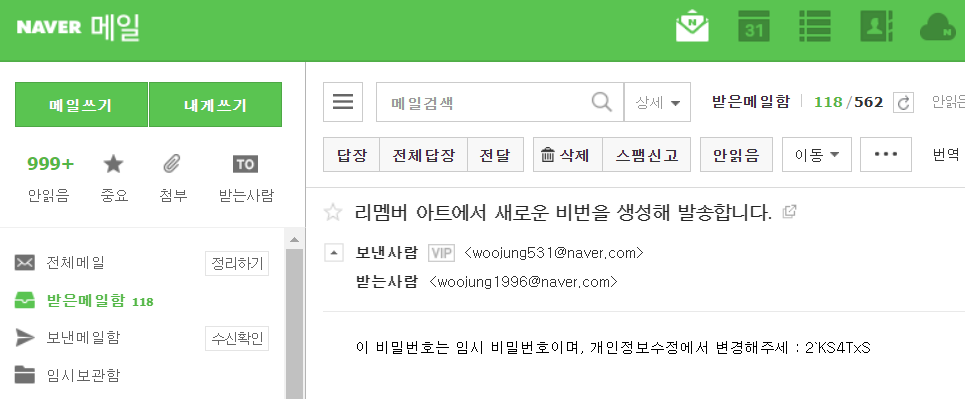 NAVER 메일
31
N
메일쓰기 내게쓰기
999+ 안읽음
중요
첨부
TO 받는사람
전체메일 정리하기
받은메일함 118
보낸메일함 수신확인
임시보관함
메일검색 상세 받은메일함 118/562 안읽은
답장 전체답장 전달 삭제 스팸신고 안읽음 이동 ••• 번역
리멤버 아트에서 새로운 비번을 생성해 발송합니다.
보낸사람 VIP <woojung531@naver.com>
받는사람 <woojung1996@naver.com>
이 비밀번호는 임시 비밀번호이며, 개인정보수정에서 변경해주세 : 2`KS4TxS